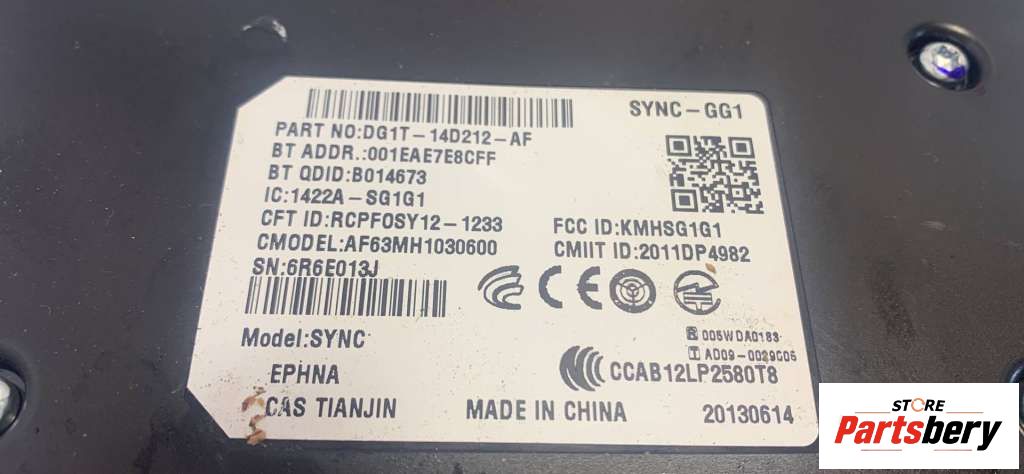 SYNC-GG1
PART NO:DG1T-14D212-AF
BT ADDR.:001EAE7E8CFF
BT QDID:B014673
IC:1422A-SG1G1
CFT ID:RCPFOSY12-1233
FCC ID:KMHSG1G1
CMODEL:AF63MH1030600
CMIIT ID:2011DP4982
SN:6R6E013J
CE
R 005WDA0183
T AD09-0029006
Model:SYNC
EPHNA
CCAB12LP2580T8
CAS TIANJIN
MADE IN CHINA
20130614
STORE
Partsbery